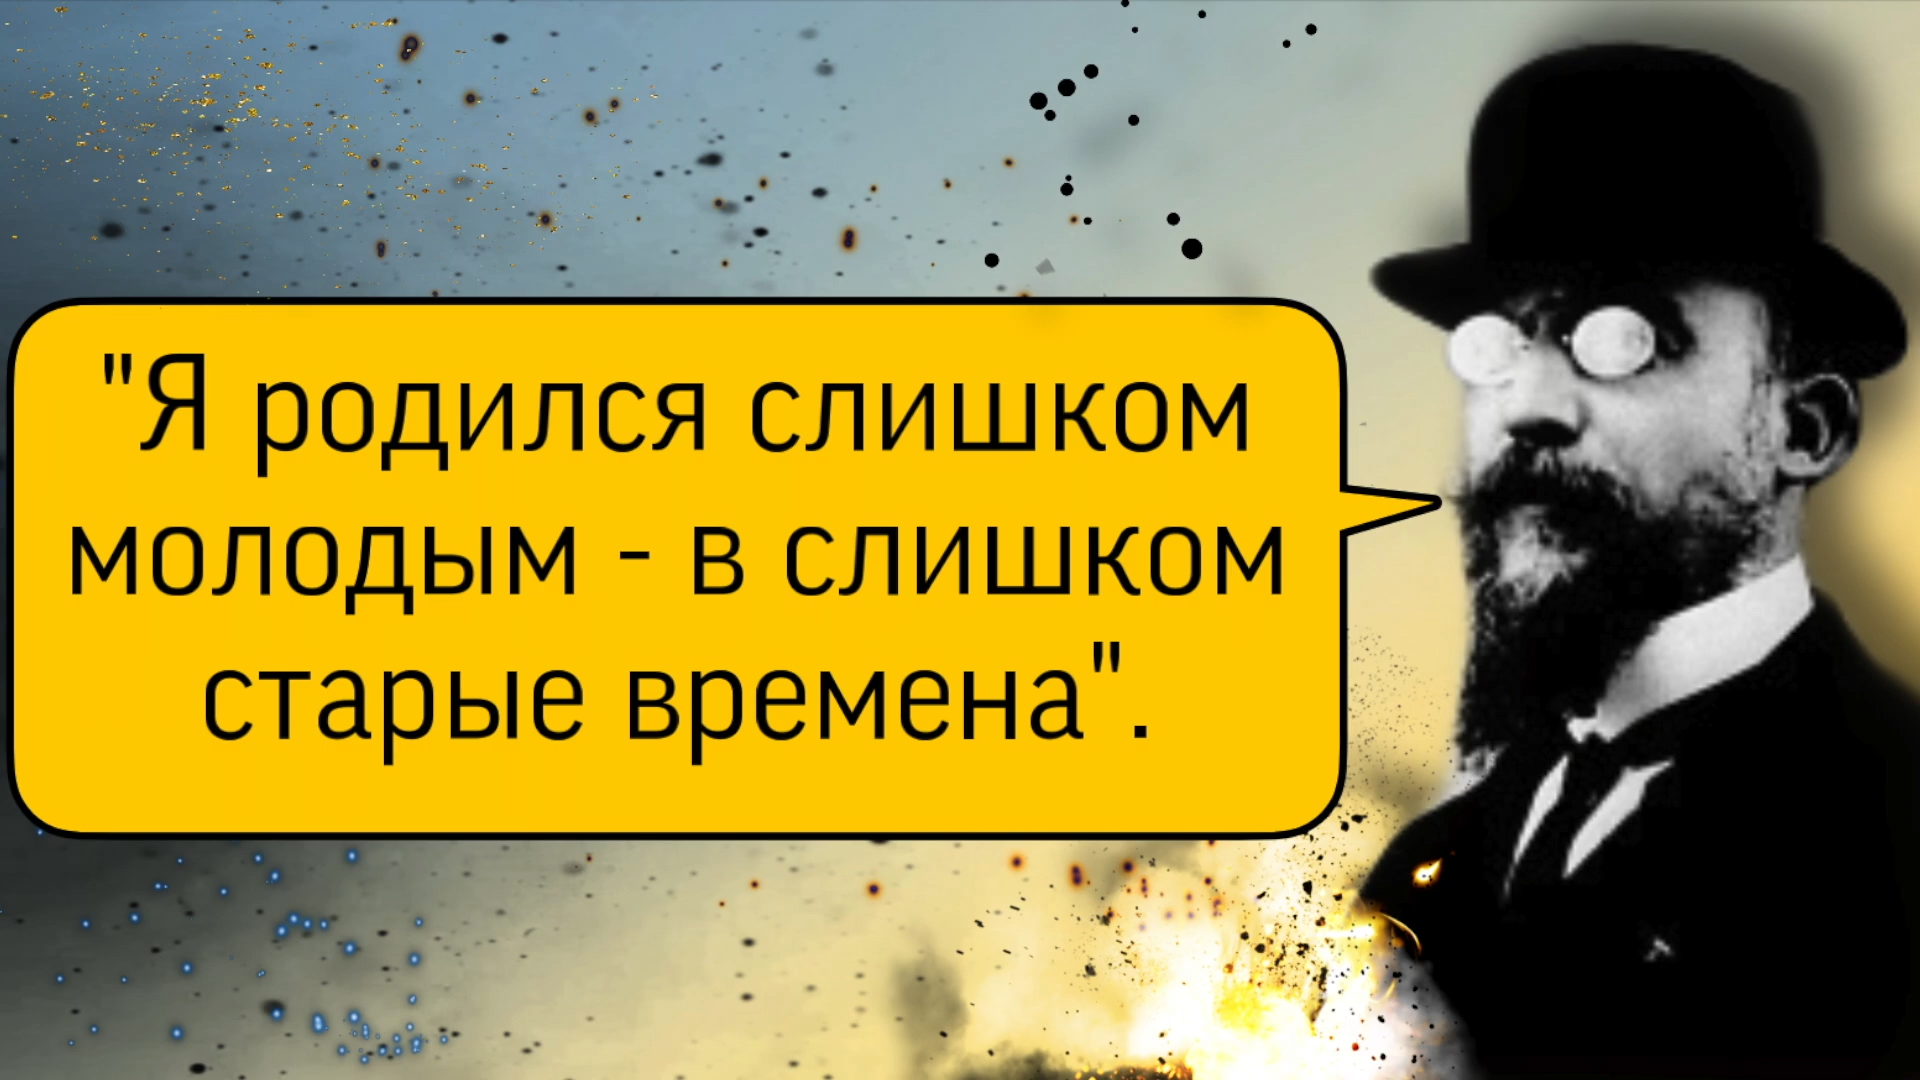 "Я родился слишком
молодым - в слишком
старые времена".